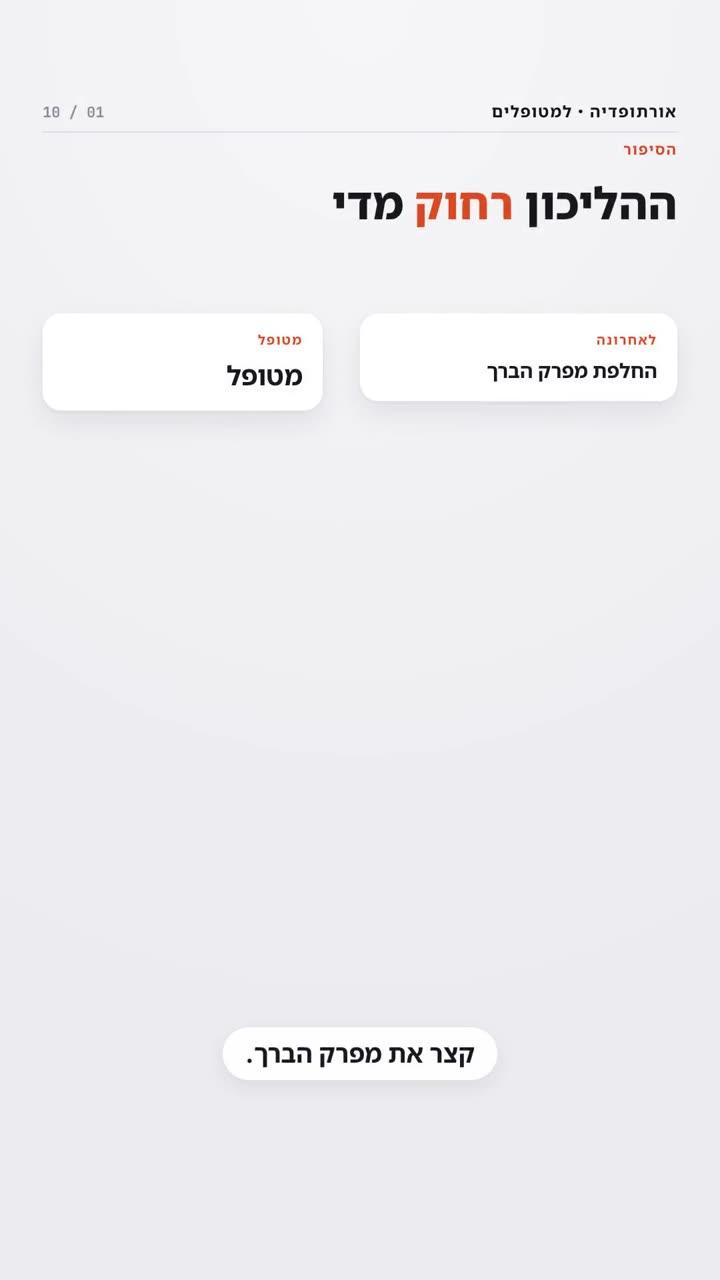 אורתופדיה · למטופלים
01 / 10
הסיפור
ההליכון רחוק מדי
לאחרונה
החלפת מפרק הברך
מטופל
מטופל
קצר את מפרק הברך.